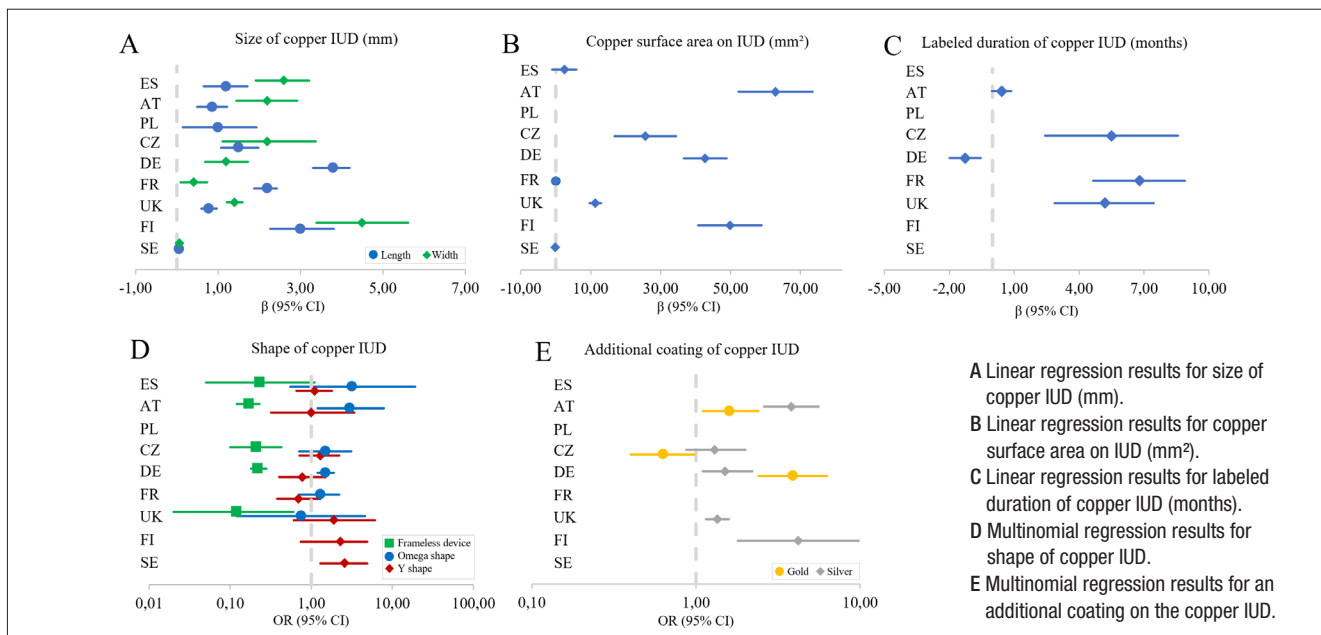 A
Size of copper IUD (mm)
ES
AT
PL
CZ
DE
FR
UK
FI
SE
Length Width
-1,00 1,00 3,00 5,00 7,00
β (95% CI)
B
Copper surface area on IUD (mm²)
ES
AT
PL
CZ
DE
FR
UK
FI
SE
-10,00 10,00 30,00 50,00 70,00
β (95% CI)
C
Labeled duration of copper IUD (months)
ES
AT
PL
CZ
DE
FR
UK
FI
SE
-5,00 -2,00 1,00 4,00 7,00 10,00
β (95% CI)
D
Shape of copper IUD
ES
AT
PL
CZ
DE
FR
UK
FI
SE
Frameless device
Omega shape
Y shape
0,01 0,10 1,00 10,00 100,00
OR (95% CI)
E
Additional coating of copper IUD
ES
AT
PL
CZ
DE
FR
UK
FI
SE
Gold Silver
0,10 1,00 10,00
OR (95% CI)
A Linear regression results for size of
copper IUD (mm).
B Linear regression results for copper
surface area on IUD (mm²).
C Linear regression results for labeled
duration of copper IUD (months).
D Multinomial regression results for
shape of copper IUD.
E Multinomial regression results for an
additional coating on the copper IUD.